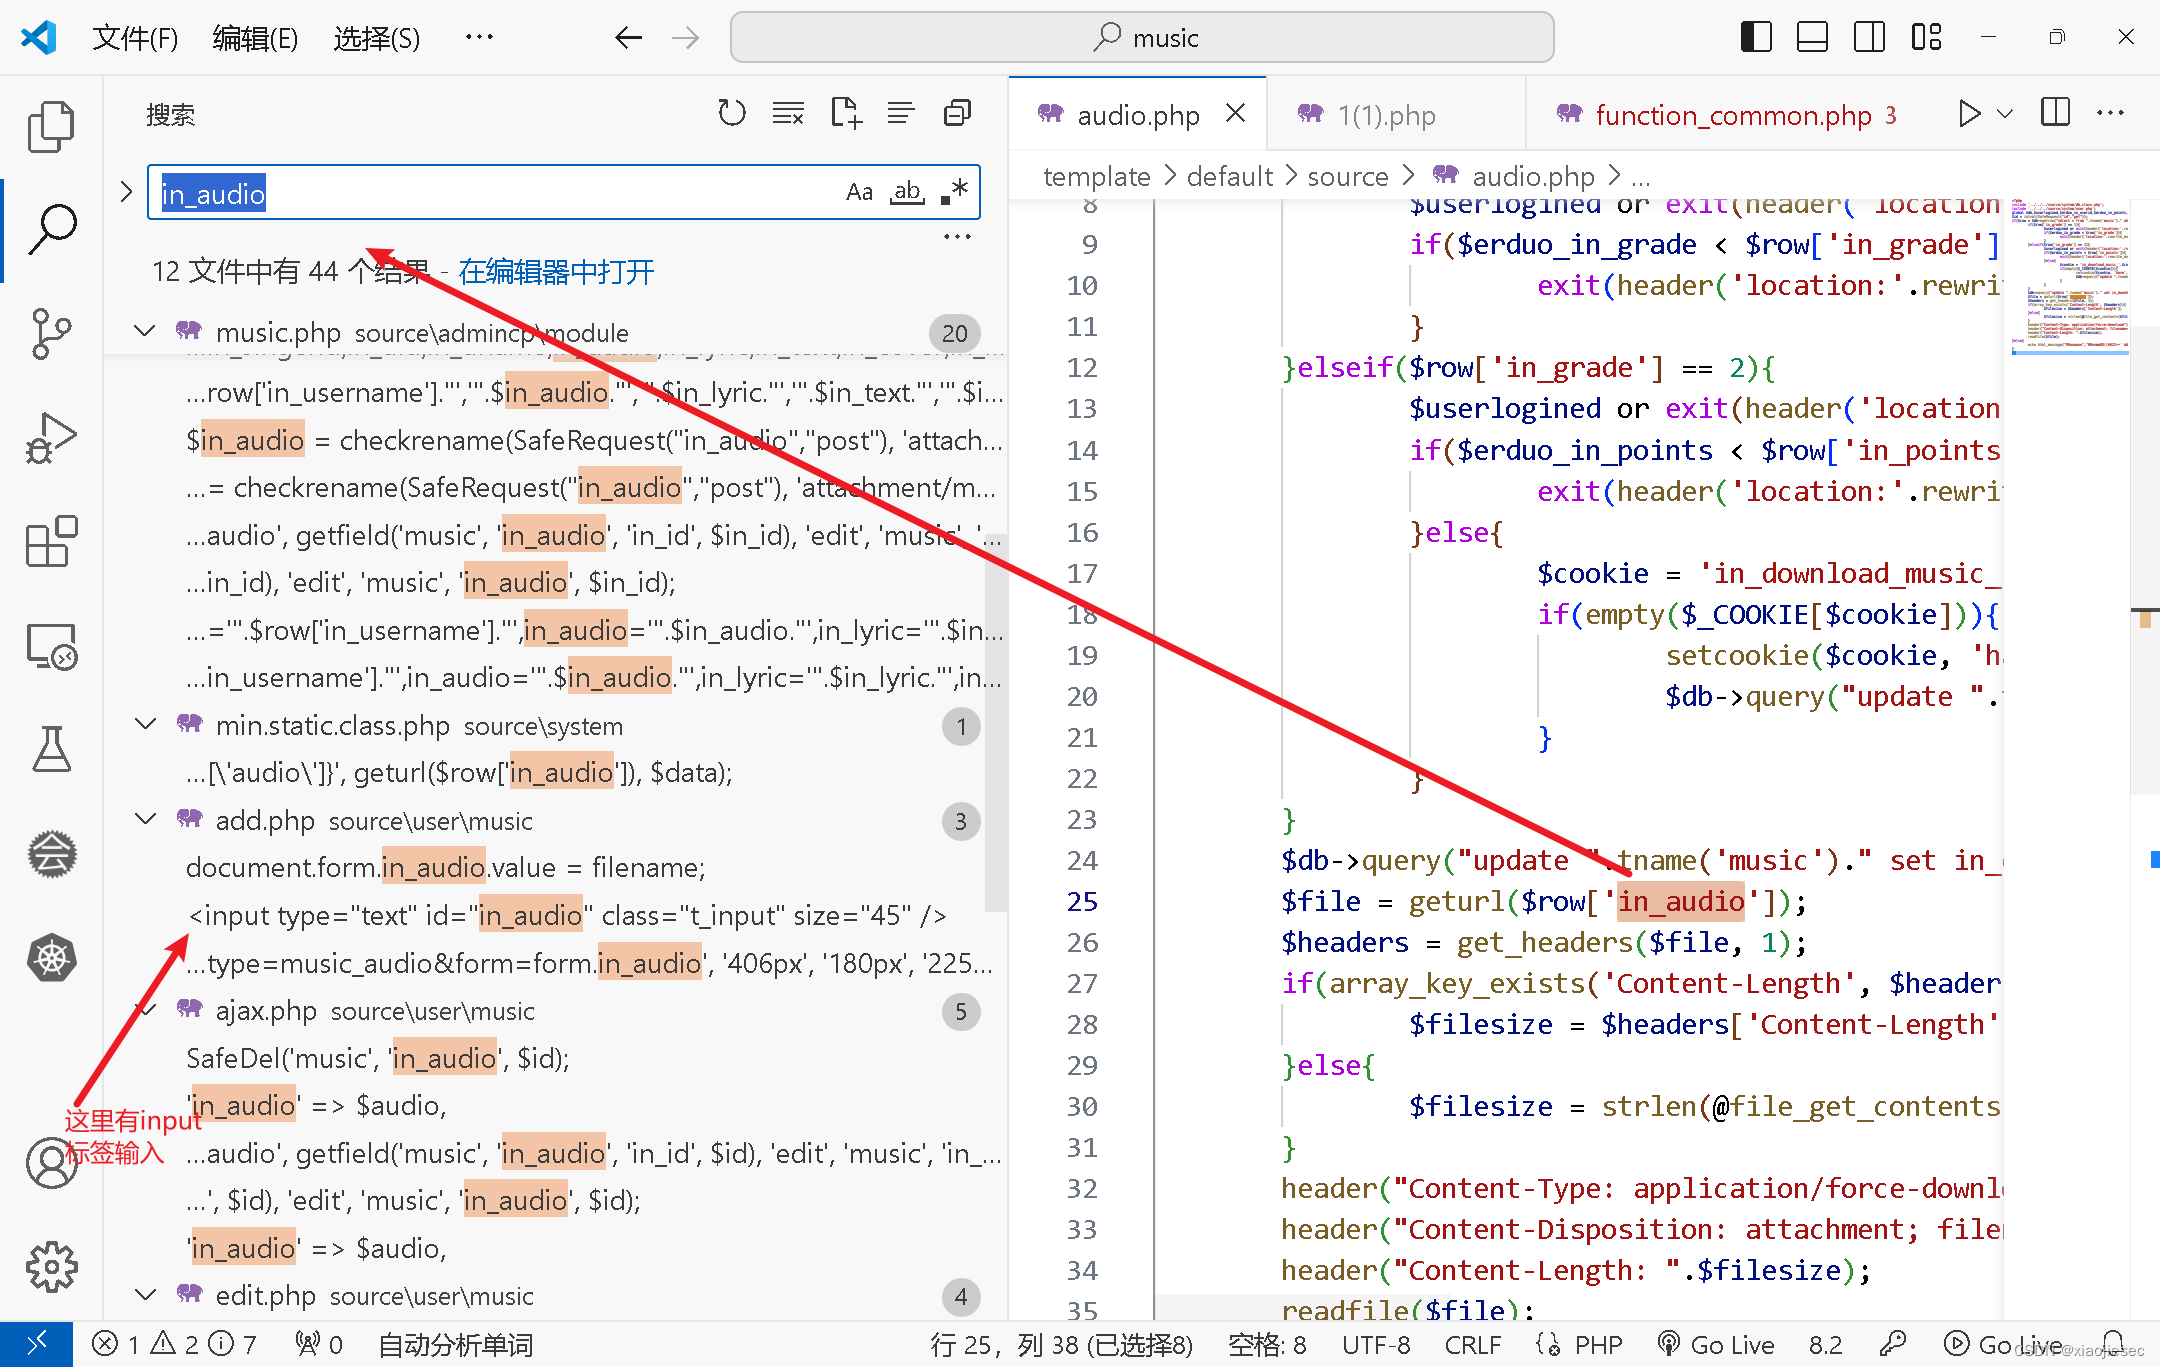 文件(F) 编辑(E) 选择(S) ··· music
搜索
in_audio Aa ab .*
12 文件中有 44 个结果 - 在编辑器中打开
music.php source\admincp\module 20
...row['in_username']."','".$in_audio."','".$in_lyric."','".$in_text."','".$i...
$in_audio = checkrename(SafeRequest("in_audio","post"), 'attach...
...= checkrename(SafeRequest("in_audio","post"), 'attachment/m...
...audio', getfield('music', 'in_audio', 'in_id', $in_id), 'edit', 'music', '...
...in_id), 'edit', 'music', 'in_audio', $in_id);
...='".$row['in_username']."',in_audio='".$in_audio."',in_lyric='".$in...
...in_username']."',in_audio='".$in_audio."',in_lyric='".$in_lyric."',in...
min.static.class.php source\system 1
...[\'audio\']}', geturl($row['in_audio']), $data);
add.php source\user\music 3
document.form.in_audio.value = filename;
<input type="text" id="in_audio" class="t_input" size="45" />
...type=music_audio&form=form.in_audio', '406px', '180px', '225...
ajax.php source\user\music 5
SafeDel('music', 'in_audio', $id);
'in_audio' => $audio,
...audio', getfield('music', 'in_audio', 'in_id', $id), 'edit', 'music', 'in_...
...', $id), 'edit', 'music', 'in_audio', $id);
'in_audio' => $audio,
edit.php source\user\music 4
这里有input
标签输入
audio.php 1(1).php function_common.php 3
template > default > source > audio.php > ...
8 $userlogined or exit(header('location
9 if($erduo_in_grade < $row['in_grade']
10 exit(header('location:'.rewri
11 }
12 }elseif($row['in_grade'] == 2){
13 $userlogined or exit(header('location
14 if($erduo_in_points < $row['in_points
15 exit(header('location:'.rewri
16 }else{
17 $cookie = 'in_download_music_
18 if(empty($_COOKIE[$cookie])){
19 setcookie($cookie, 'h
20 $db->query("update ".
21 }
22 }
23 }
24 $db->query("update ".tname('music')." set in_
25 $file = geturl($row['in_audio']);
26 $headers = get_headers($file, 1);
27 if(array_key_exists('Content-Length', $header
28 $filesize = $headers['Content-Length'
29 }else{
30 $filesize = strlen(@file_get_contents
31 }
32 header("Content-Type: application/force-downl
33 header("Content-Disposition: attachment; file
34 header("Content-Length: ".$filesize);
35 readfile($file);
1 2 7 0 自动分析单词 行 25，列 38 (已选择8) 空格: 8 UTF-8 CRLF PHP Go Live 8.2 Go Live
CSDN @xiaojiesec